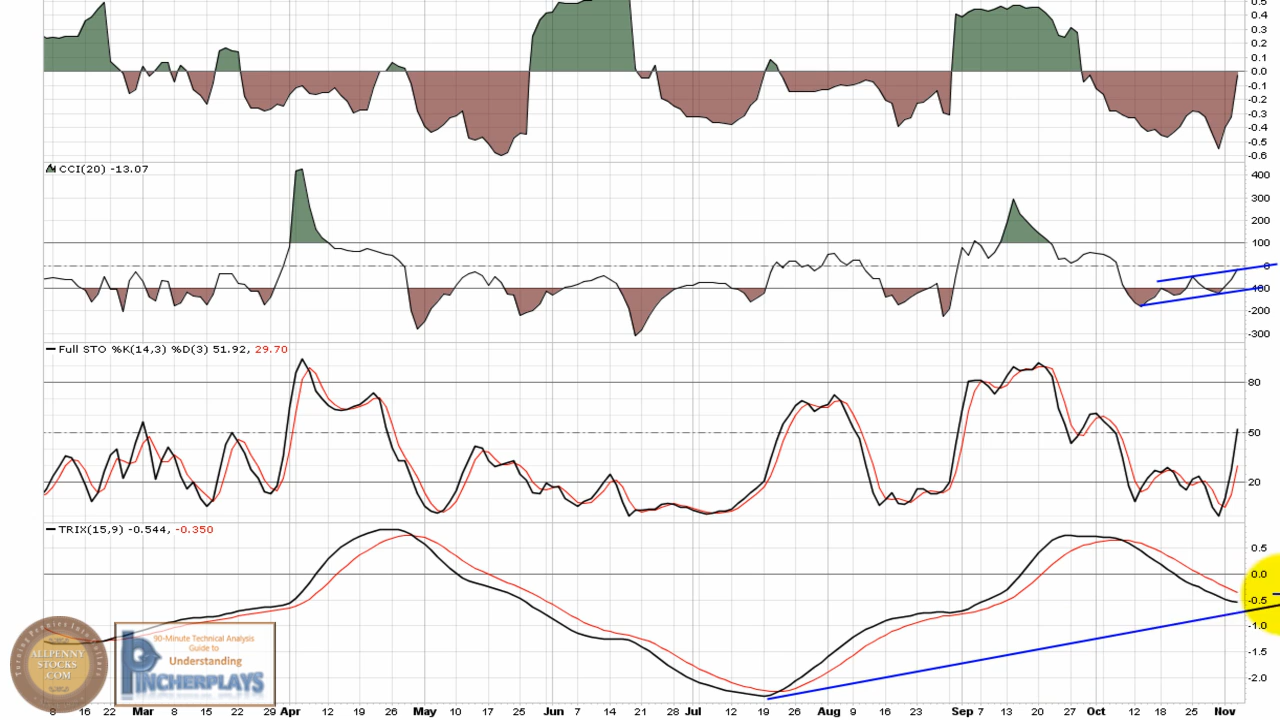 0.5
0.4
0.3
0.2
0.1
0.0
-0.1
-0.2
-0.3
-0.4
-0.5
-0.6
CCI(20) -13.07
400
300
200
100
0
-100
-200
-300
Full STO %K(14,3) %D(3) 51.92, 29.70
80
50
20
TRIX(15,9) -0.544, -0.350
0.5
0.0
-0.5
-1.0
-1.5
-2.0
ALLPENNY
STOCKS
.COM
90-Minute Technical Analysis
Guide to
Understanding
PINCHERPLAYS
8 16 22 Mar 8 15 22 29 Apr 12 19 26 May 10 17 25 Jun 7 14 21 28 Jul 12 19 26 Aug 9 16 23 Sep 7 13 20 27 Oct 12 18 25 Nov